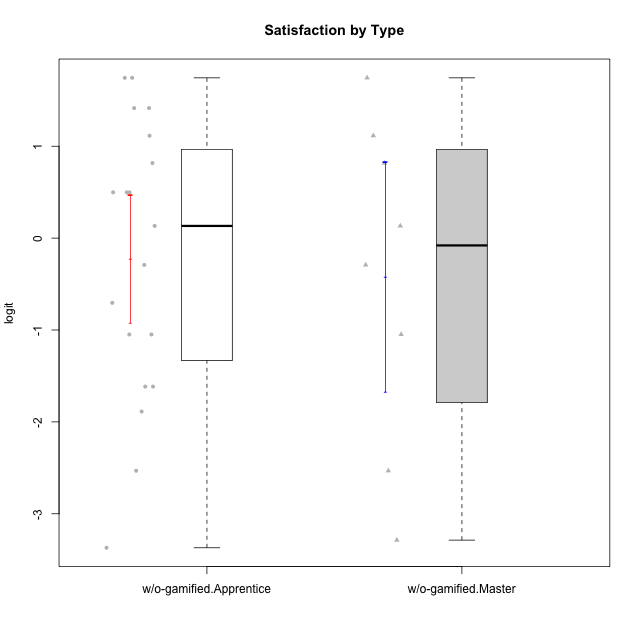 Satisfaction by Type
logit
1
0
-1
-2
-3
w/o-gamified.Apprentice
w/o-gamified.Master